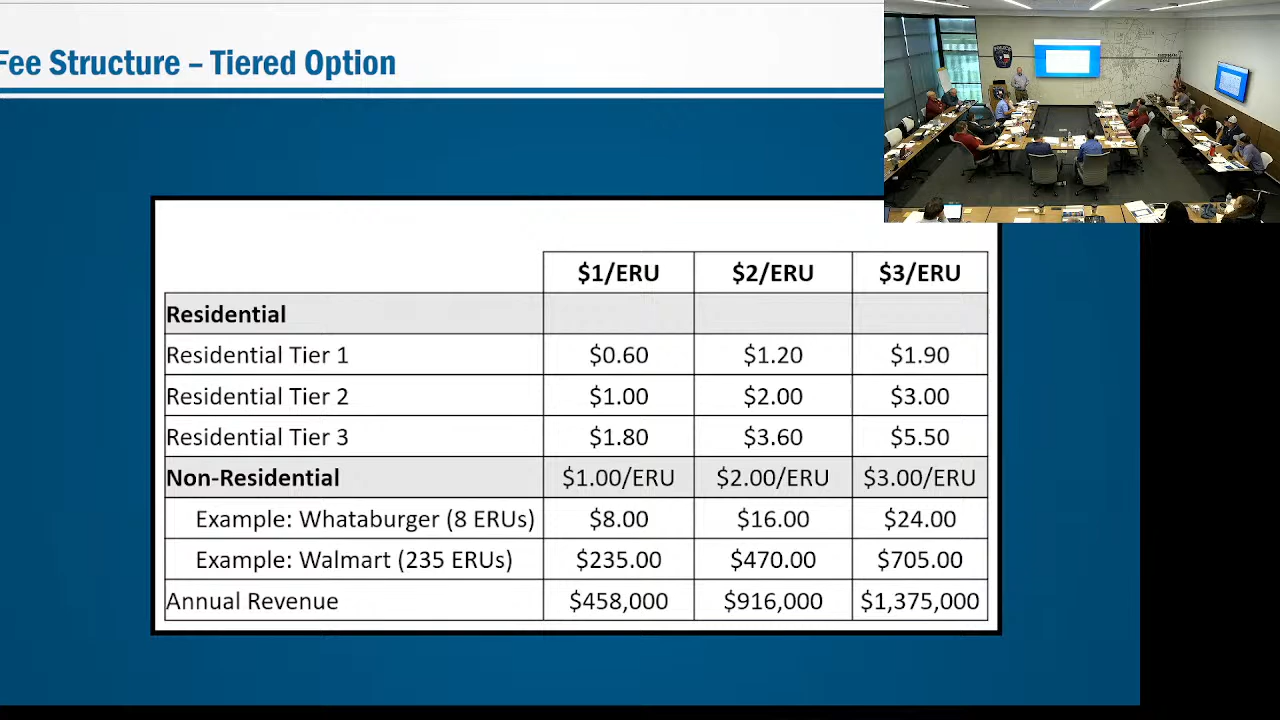 Fee Structure – Tiered Option
$1/ERU $2/ERU $3/ERU
Residential
Residential Tier 1 $0.60 $1.20 $1.90
Residential Tier 2 $1.00 $2.00 $3.00
Residential Tier 3 $1.80 $3.60 $5.50
Non-Residential $1.00/ERU $2.00/ERU $3.00/ERU
Example: Whataburger (8 ERUs) $8.00 $16.00 $24.00
Example: Walmart (235 ERUs) $235.00 $470.00 $705.00
Annual Revenue $458,000 $916,000 $1,375,000